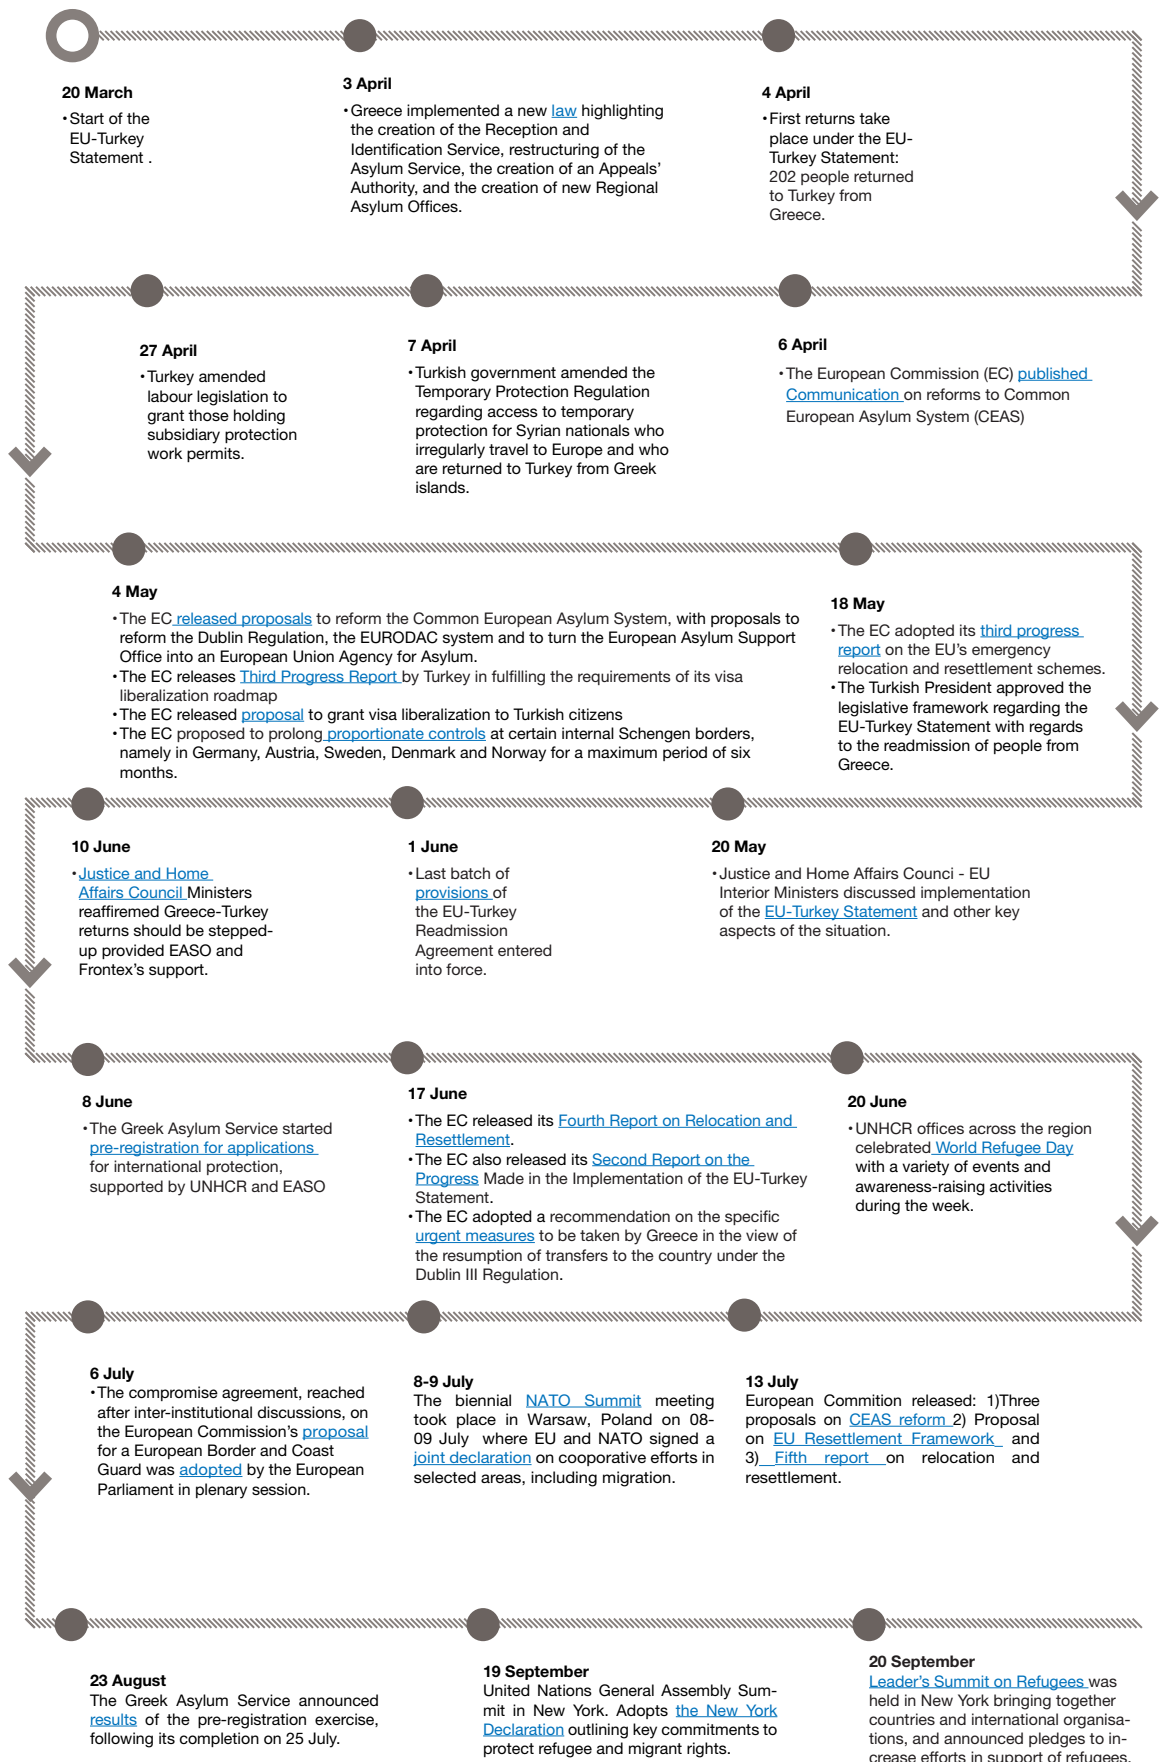 20 March
•Start of the
EU-Turkey
Statement .
3 April
•Greece implemented a new law highlighting
the creation of the Reception and
Identification Service, restructuring of the
Asylum Service, the creation of an Appeals’
Authority, and the creation of new Regional
Asylum Offices.
4 April
•First returns take
place under the EU-
Turkey Statement:
202 people returned
to Turkey from
Greece.
27 April
•Turkey amended
labour legislation to
grant those holding
subsidiary protection
work permits.
7 April
•Turkish government amended the
Temporary Protection Regulation
regarding access to temporary
protection for Syrian nationals who
irregularly travel to Europe and who
are returned to Turkey from Greek
islands.
6 April
•The European Commission (EC) published
Communication on reforms to Common
European Asylum System (CEAS)
4 May
•The EC released proposals to reform the Common European Asylum System, with proposals to
reform the Dublin Regulation, the EURODAC system and to turn the European Asylum Support
Office into an European Union Agency for Asylum.
•The EC releases Third Progress Report by Turkey in fulfilling the requirements of its visa
liberalization roadmap
•The EC released proposal to grant visa liberalization to Turkish citizens
•The EC proposed to prolong proportionate controls at certain internal Schengen borders,
namely in Germany, Austria, Sweden, Denmark and Norway for a maximum period of six
months.
18 May
•The EC adopted its third progress
report on the EU’s emergency
relocation and resettlement schemes.
•The Turkish President approved the
legislative framework regarding the
EU-Turkey Statement with regards
to the readmission of people from
Greece.
10 June
•Justice and Home
Affairs Council Ministers
reaffiremed Greece-Turkey
returns should be stepped-
up provided EASO and
Frontex’s support.
1 June
•Last batch of
provisions of
the EU-Turkey
Readmission
Agreement entered
into force.
20 May
•Justice and Home Affairs Counci - EU
Interior Ministers discussed implementation
of the EU-Turkey Statement and other key
aspects of the situation.
8 June
•The Greek Asylum Service started
pre-registration for applications
for international protection,
supported by UNHCR and EASO
17 June
•The EC released its Fourth Report on Relocation and
Resettlement.
•The EC also released its Second Report on the
Progress Made in the Implementation of the EU-Turkey
Statement.
•The EC adopted a recommendation on the specific
urgent measures to be taken by Greece in the view of
the resumption of transfers to the country under the
Dublin III Regulation.
20 June
•UNHCR offices across the region
celebrated World Refugee Day
with a variety of events and
awareness-raising activities
during the week.
6 July
•The compromise agreement, reached
after inter-institutional discussions, on
the European Commission’s proposal
for a European Border and Coast
Guard was adopted by the European
Parliament in plenary session.
8-9 July
The biennial NATO Summit meeting
took place in Warsaw, Poland on 08-
09 July where EU and NATO signed a
joint declaration on cooporative efforts in
selected areas, including migration.
13 July
European Commition released: 1)Three
proposals on CEAS reform 2) Proposal
on EU Resettlement Framework and
3) Fifth report on relocation and
resettlement.
23 August
The Greek Asylum Service announced
results of the pre-registration exercise,
following its completion on 25 July.
19 September
United Nations General Assembly Sum-
mit in New York. Adopts the New York
Declaration outlining key commitments to
protect refugee and migrant rights.
20 September
Leader’s Summit on Refugees was
held in New York bringing together
countries and international organisa-
tions, and announced pledges to in-
crease efforts in support of refugees.